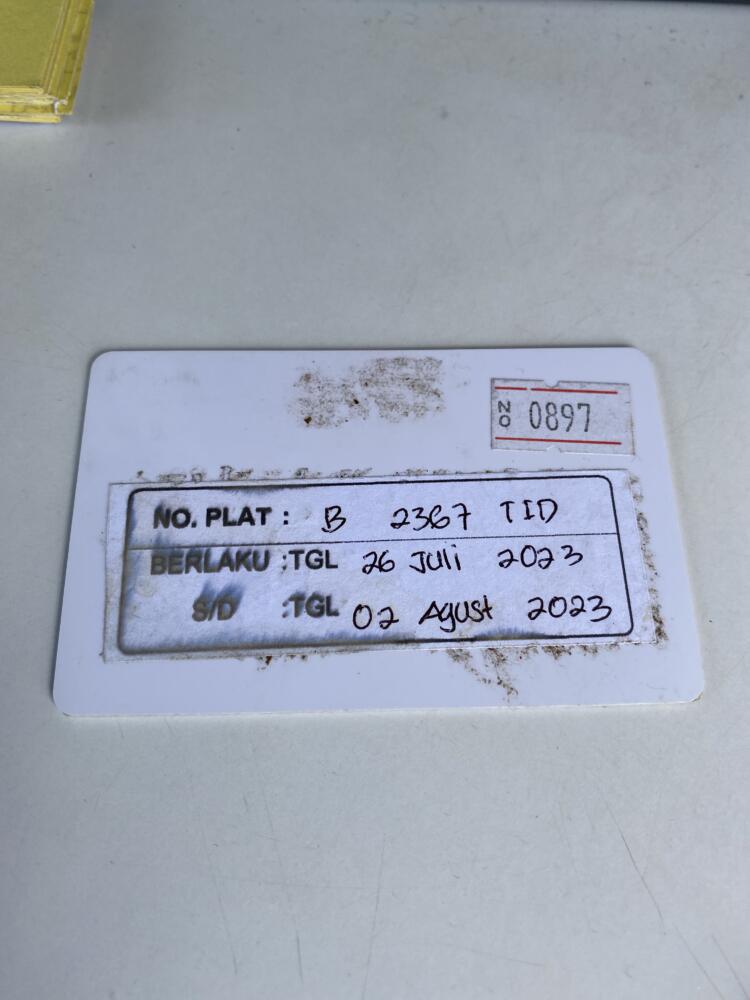 NO 0897
NO. PLAT : B 2367 TID
BERLAKU :TGL 26 Juli 2023
S/D :TGL 02 Agust 2023